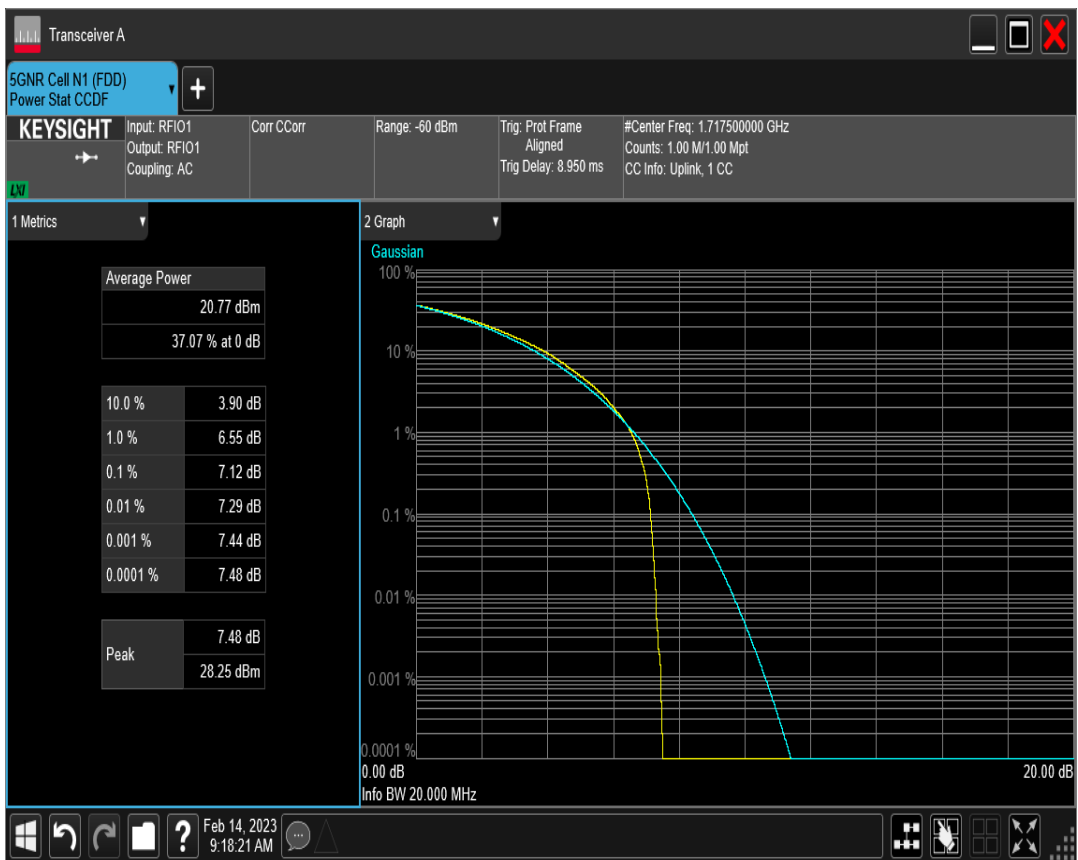 Transceiver A
5GNR Cell N1 (FDD)
Power Stat CCDF
+
KEYSIGHT
LXI
Input: RFIO1
Output: RFIO1
Coupling: AC
Corr CCorr
Range: -60 dBm
Trig: Prot Frame
Aligned
Trig Delay: 8.950 ms
#Center Freq: 1.717500000 GHz
Counts: 1.00 M/1.00 Mpt
CC Info: Uplink, 1 CC
1 Metrics
Average Power
20.77 dBm
37.07 % at 0 dB
10.0 % 3.90 dB
1.0 % 6.55 dB
0.1 % 7.12 dB
0.01 % 7.29 dB
0.001 % 7.44 dB
0.0001 % 7.48 dB
Peak
7.48 dB
28.25 dBm
2 Graph
Gaussian
100 %
10 %
1 %
0.1 %
0.01 %
0.001 %
0.0001 %
0.00 dB 20.00 dB
Info BW 20.000 MHz
?
Feb 14, 2023
9:18:21 AM